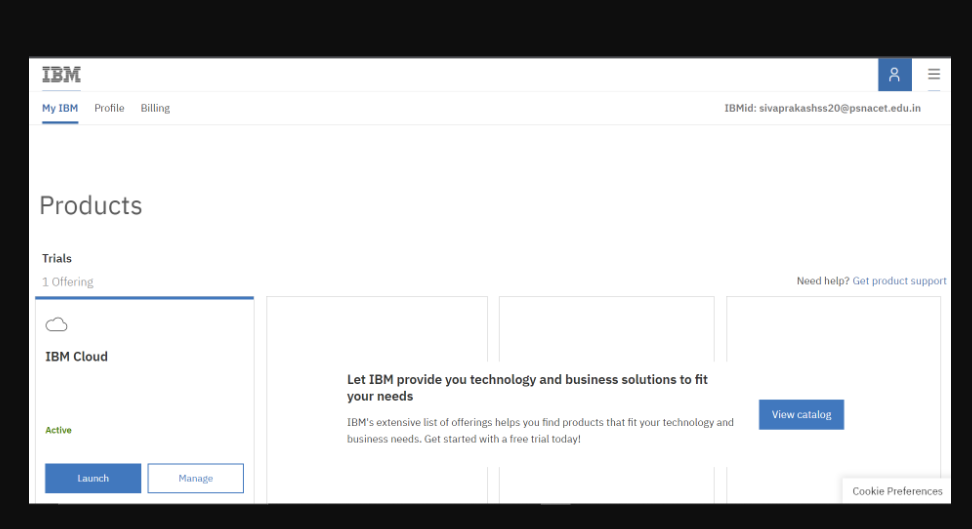 IBM
My IBM Profile Billing
IBMid: sivaprakashss20@psnacet.edu.in
Products
Trials
1 Offering
Need help? Get product support
IBM Cloud
Active
Launch Manage
Let IBM provide you technology and business solutions to fit
your needs
IBM's extensive list of offerings helps you find products that fit your technology and
business needs. Get started with a free trial today!
View catalog
Cookie Preferences